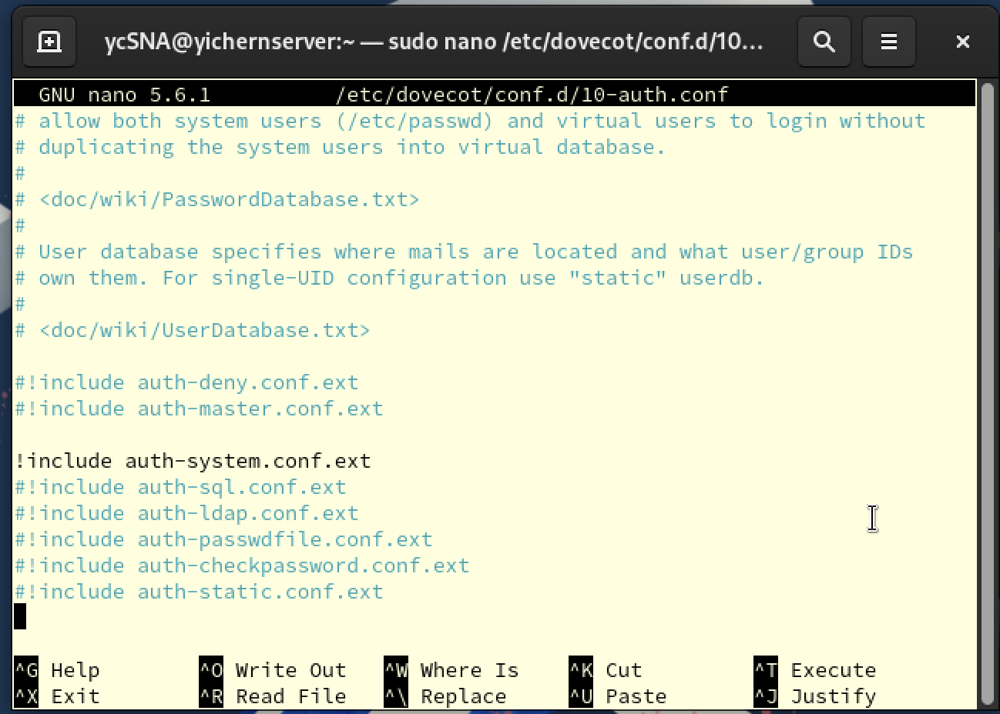 ycSNA@yichernserver:~ — sudo nano /etc/dovecot/conf.d/10...
GNU nano 5.6.1 /etc/dovecot/conf.d/10-auth.conf
# allow both system users (/etc/passwd) and virtual users to login without
# duplicating the system users into virtual database.
#
# <doc/wiki/PasswordDatabase.txt>
#
# User database specifies where mails are located and what user/group IDs
# own them. For single-UID configuration use "static" userdb.
#
# <doc/wiki/UserDatabase.txt>
#!include auth-deny.conf.ext
#!include auth-master.conf.ext
!include auth-system.conf.ext
#!include auth-sql.conf.ext
#!include auth-ldap.conf.ext
#!include auth-passwdfile.conf.ext
#!include auth-checkpassword.conf.ext
#!include auth-static.conf.ext
^G Help ^O Write Out ^W Where Is ^K Cut ^T Execute
^X Exit ^R Read File ^\ Replace ^U Paste ^J Justify